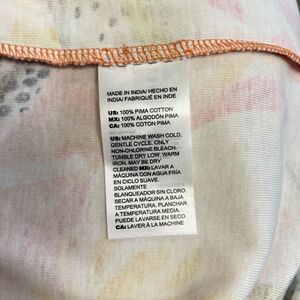 MADE IN INDIA/ HECHO EN
INDIA/ FABRIQUÉ EN INDE
US: 100% PIMA COTTON
MX: 100% ALGODÓN PIMA
CA: 100% COTON PIMA
US: MACHINE WASH COLD,
GENTLE CYCLE. ONLY
NON-CHLORINE BLEACH.
TUMBLE DRY LOW, WARM
IRON, MAY BE DRY
CLEANED MX: LAVAR A
MÁQUINA CON AGUA FRÍA
EN CICLO SUAVE.
SOLAMENTE
BLANQUEADOR SIN CLORO.
SECAR A MÁQUINA A BAJA
TEMPERATURA. PLANCHAR
A TEMPERATURA MEDIA.
PUEDE LAVARSE EN SECO
CA: LAVER À LA MACHINE